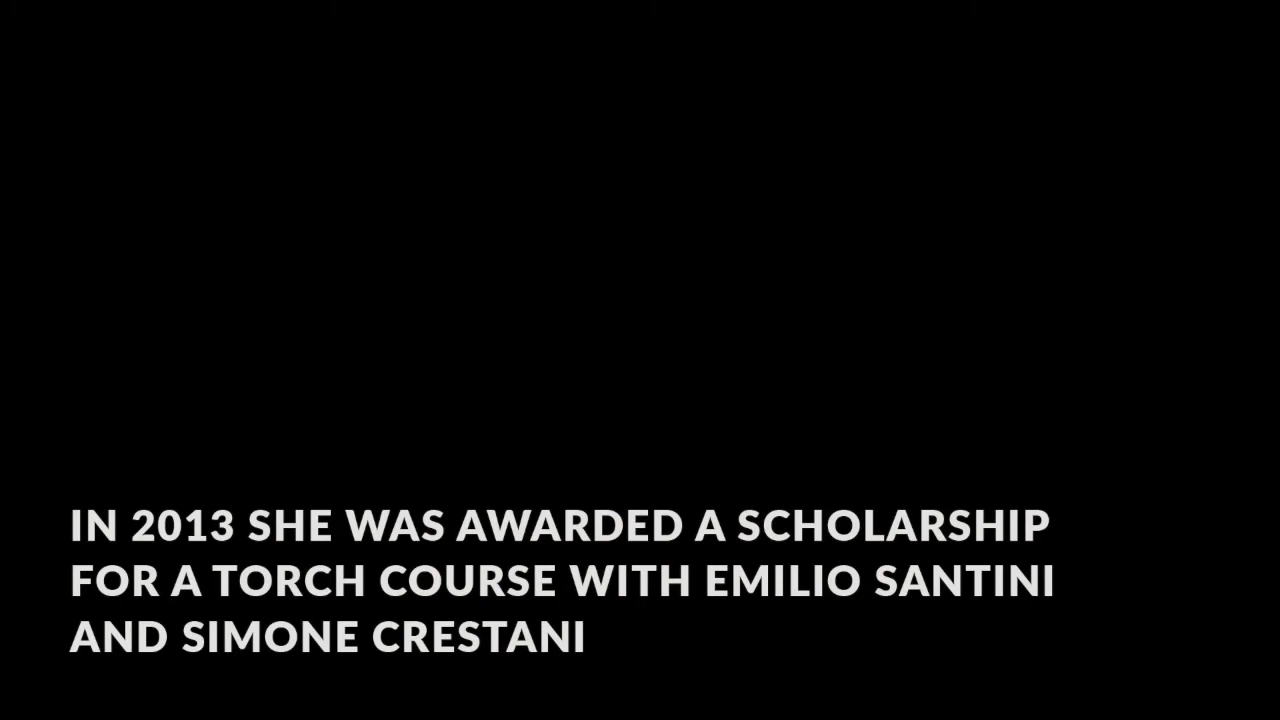 IN 2013 SHE WAS AWARDED A SCHOLARSHIP
FOR A TORCH COURSE WITH EMILIO SANTINI
AND SIMONE CRESTANI